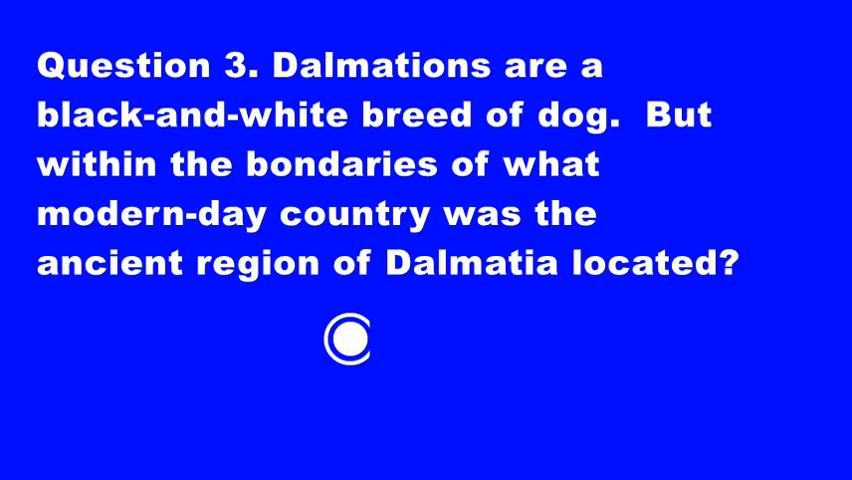 Question 3. Dalmations are a
black-and-white breed of dog.  But
within the bondaries of what
modern-day country was the
ancient region of Dalmatia located?